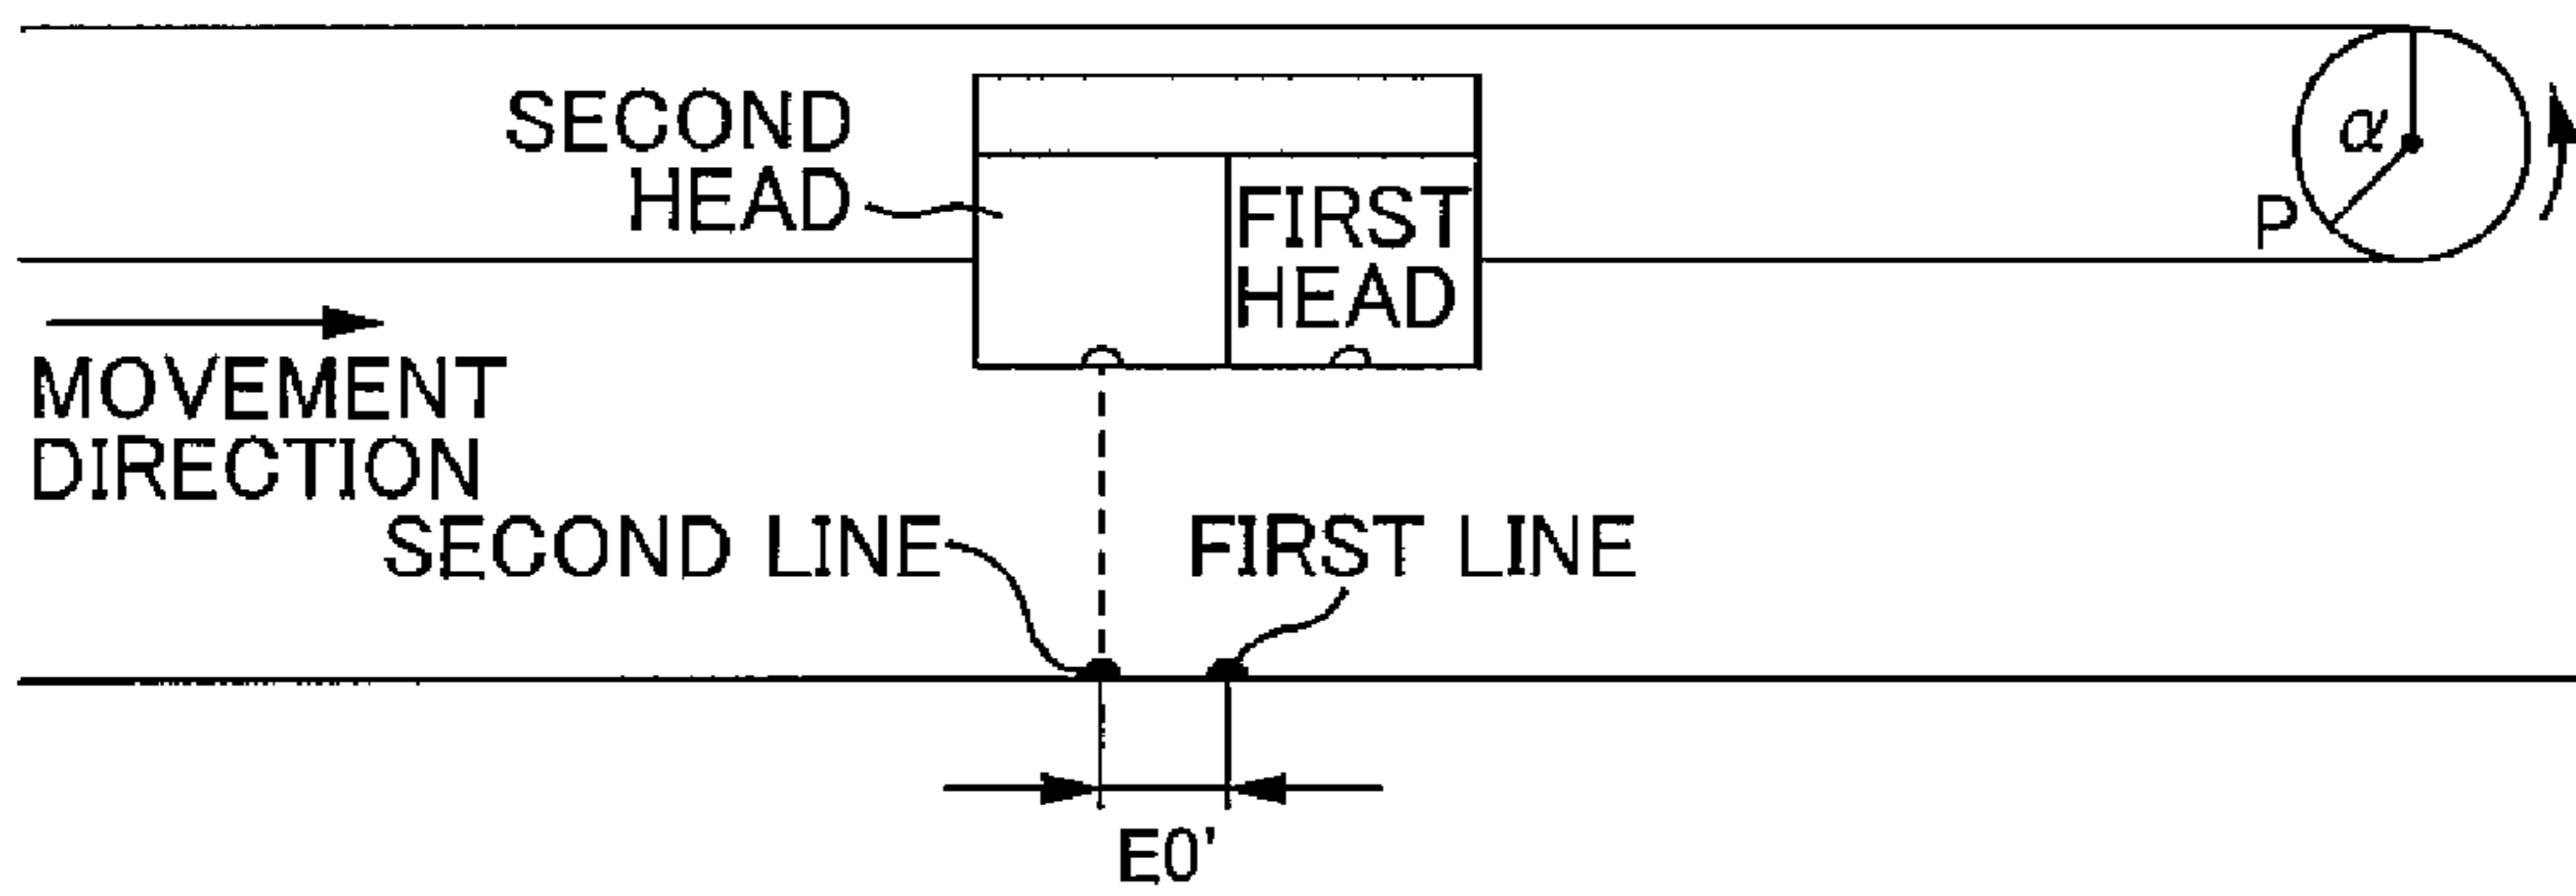 SECOND
HEAD
FIRST
HEAD
α
P
MOVEMENT
DIRECTION
SECOND LINE
FIRST LINE
E0'